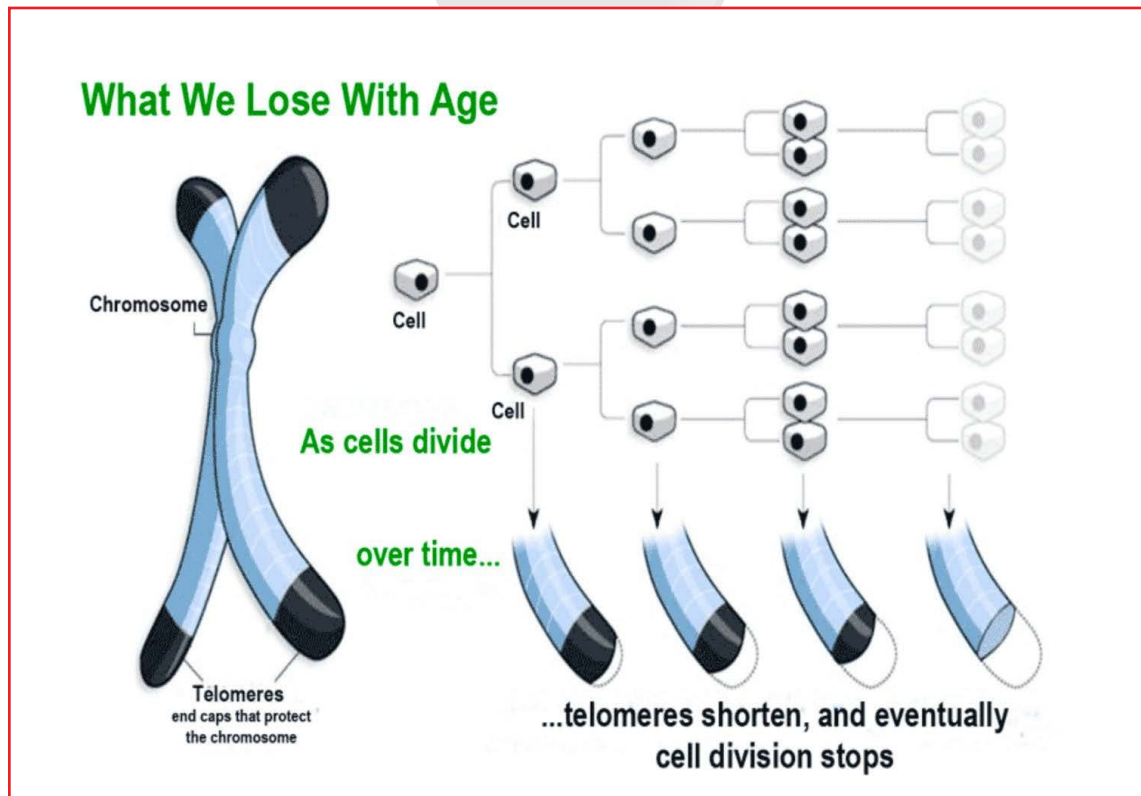 What We Lose With Age
Cell
Chromosome
Cell
Cell
As cells divide
over time...
Telomeres
end caps that protect
the chromosome
...telomeres shorten, and eventually
cell division stops